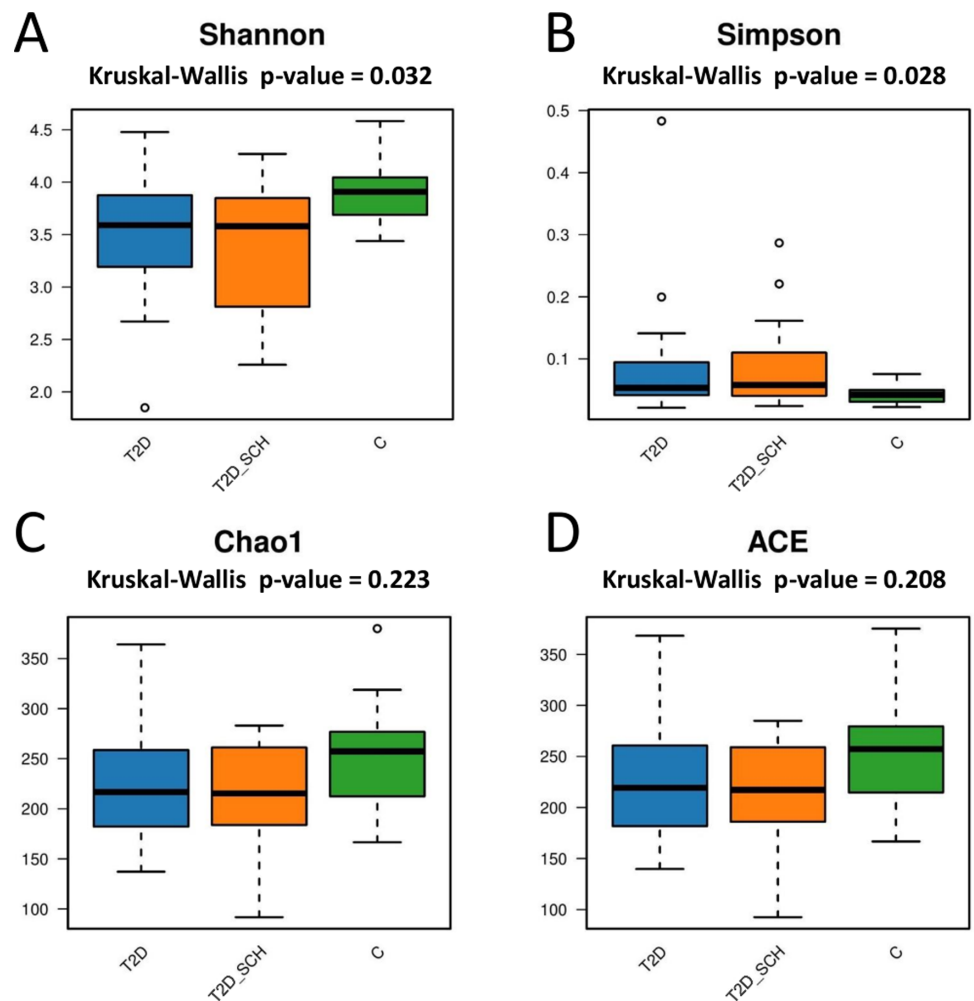 A
Shannon
Kruskal-Wallis p-value = 0.032
4.5
4.0
3.5
3.0
2.5
2.0
T2D
T2D_SCH
C
B
Simpson
Kruskal-Wallis p-value = 0.028
0.5
0.4
0.3
0.2
0.1
T2D
T2D_SCH
C
C
Chao1
Kruskal-Wallis p-value = 0.223
350
300
250
200
150
100
T2D
T2D_SCH
C
D
ACE
Kruskal-Wallis p-value = 0.208
350
300
250
200
150
100
T2D
T2D_SCH
C